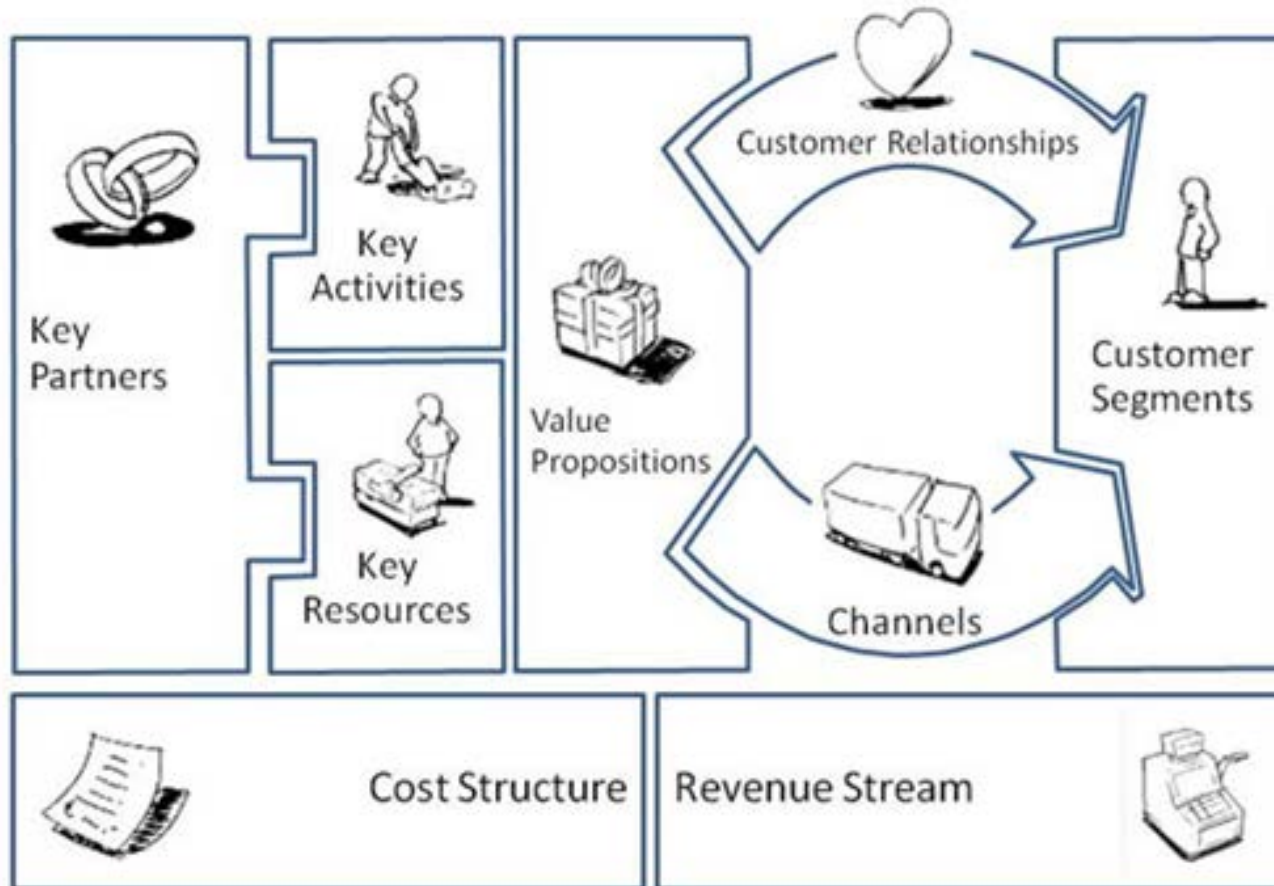 Key
Partners
Key
Activities
Key
Resources
Value
Propositions
Customer Relationships
Channels
Customer
Segments
Cost Structure
Revenue Stream